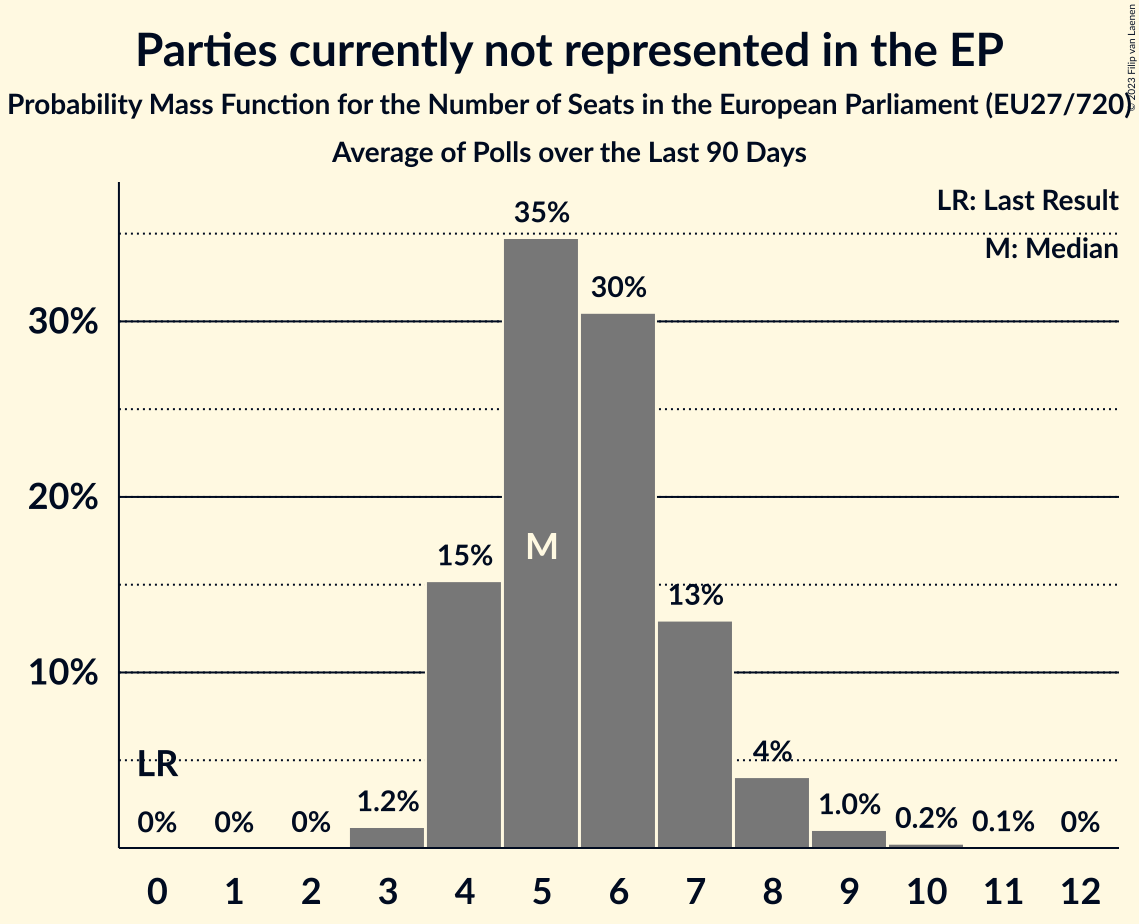 Parties currently not represented in the EP
Probability Mass Function for the Number of Seats in the European Parliament (EU27/720)
Average of Polls over the Last 90 Days
© 2023 Filip van Laenen
LR: Last Result
M: Median
30%
20%
10%
LR
0%
0%
0%
1.2%
15%
35%
M
30%
13%
4%
1.0%
0.2%
0.1%
0%
0 1 2 3 4 5 6 7 8 9 10 11 12